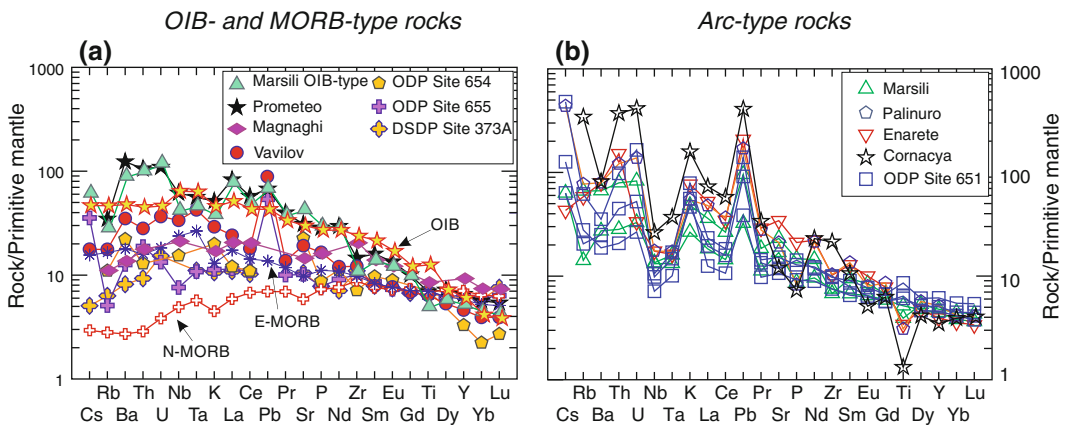 OIB- and MORB-type rocks
Arc-type rocks
(a)
(b)
Rock/Primitive mantle
1000
100
10
1
Marsili OIB-type
Prometeo
Magnaghi
Vavilov
ODP Site 654
ODP Site 655
DSDP Site 373A
OIB
E-MORB
N-MORB
Rb Th Nb K Ce Pr P Zr Eu Ti Y Lu
Cs Ba U Ta La Pb Sr Nd Sm Gd Dy Yb
Marsili
Palinuro
Enarete
Cornacya
ODP Site 651
1000
100
10
1
Rock/Primitive mantle
Rb Th Nb K Ce Pr P Zr Eu Ti Y Lu
Cs Ba U Ta La Pb Sr Nd Sm Gd Dy Yb